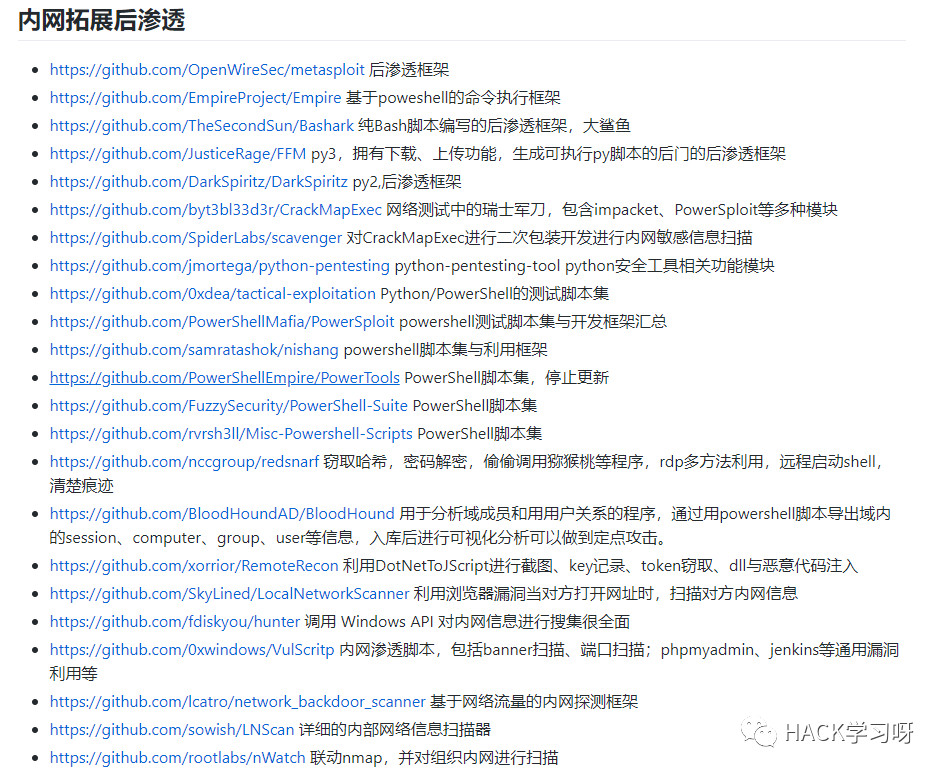 内网拓展后渗透
https://github.com/OpenWireSec/metasploit 后渗透框架
https://github.com/EmpireProject/Empire 基于poweshell的命令执行框架
https://github.com/TheSecondSun/Bashark 纯Bash脚本编写的后渗透框架，大鲨鱼
https://github.com/JusticeRage/FFM py3，拥有下载、上传功能，生成可执行py脚本的后门的后渗透框架
https://github.com/DarkSpiritz/DarkSpiritz py2,后渗透框架
https://github.com/byt3bl33d3r/CrackMapExec 网络测试中的瑞士军刀，包含impacket、PowerSploit等多种模块
https://github.com/SpiderLabs/scavenger 对CrackMapExec进行二次包装开发进行内网敏感信息扫描
https://github.com/jmortega/python-pentesting python-pentesting-tool python安全工具相关功能模块
https://github.com/0xdea/tactical-exploitation Python/PowerShell的测试脚本集
https://github.com/PowerShellMafia/PowerSploit powershell测试脚本集与开发框架汇总
https://github.com/samratashok/nishang powershell脚本集与利用框架
https://github.com/PowerShellEmpire/PowerTools PowerShell脚本集，停止更新
https://github.com/FuzzySecurity/PowerShell-Suite PowerShell脚本集
https://github.com/rvrsh3ll/Misc-Powershell-Scripts PowerShell脚本集
https://github.com/nccgroup/redsnarf 窃取哈希，密码解密，偷偷调用猕猴桃等程序，rdp多方法利用，远程启动shell，
清楚痕迹
https://github.com/BloodHoundAD/BloodHound 用于分析域成员和用用户关系的程序，通过用powershell脚本导出域内
的session、computer、group、user等信息，入库后进行可视化分析可以做到定点攻击。
https://github.com/xorrior/RemoteRecon 利用DotNetToJScript进行截图、key记录、token窃取、dll与恶意代码注入
https://github.com/SkyLined/LocalNetworkScanner 利用浏览器漏洞当对方打开网址时，扫描对方内网信息
https://github.com/fdiskyou/hunter 调用 Windows API 对内网信息进行搜集很全面
https://github.com/0xwindows/VulScritp 内网渗透脚本，包括banner扫描、端口扫描；phpmyadmin、jenkins等通用漏洞
利用等
https://github.com/lcatro/network_backdoor_scanner 基于网络流量的内网探测框架
https://github.com/sowish/LNScan 详细的内部网络信息扫描器
https://github.com/rootlabs/nWatch 联动nmap，并对组织内网进行扫描
HACK学习呀